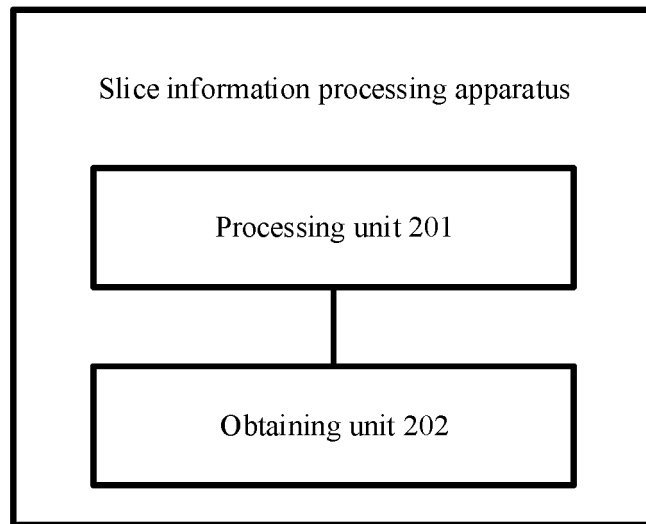 Slice information processing apparatus
Processing unit 201
Obtaining unit 202